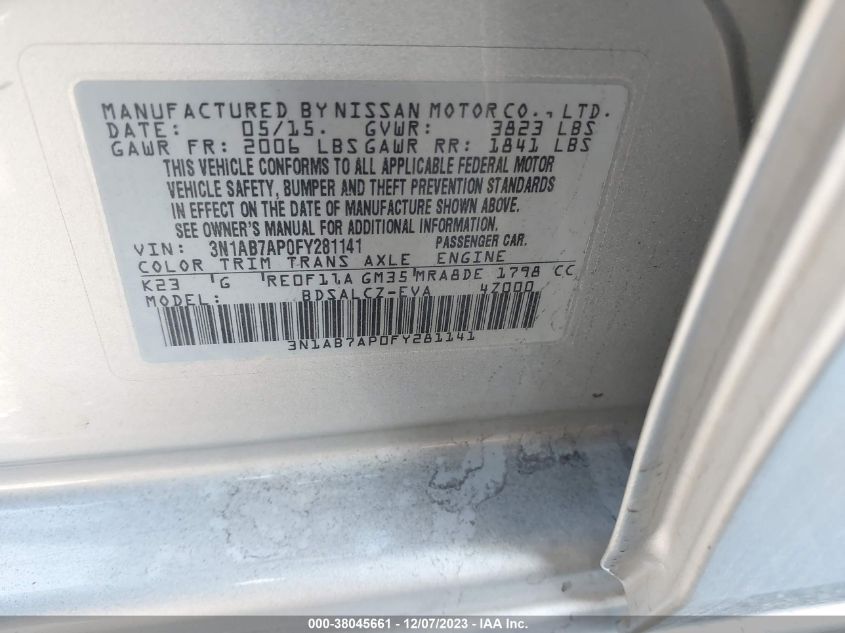 MANUFACTURED BY NISSAN MOTOR CO., LTD.
DATE: 05/15. GVWR: 3823 LBS
GAWR FR: 2006 LBS GAWR RR: 1841 LBS
THIS VEHICLE CONFORMS TO ALL APPLICABLE FEDERAL MOTOR
VEHICLE SAFETY, BUMPER AND THEFT PREVENTION STANDARDS
IN EFFECT ON THE DATE OF MANUFACTURE SHOWN ABOVE.
SEE OWNER'S MANUAL FOR ADDITIONAL INFORMATION.
VIN: 3N1AB7AP0FY281141 PASSENGER CAR.
COLOR TRIM TRANS AXLE ENGINE
K23 G RE0F11A GM35 MRA8DE 1798 CC
MODEL: BDSALCZ-EVA 4Z000
3N1AB7AP0FY281141
000-38045661 - 12/07/2023 - IAA Inc.